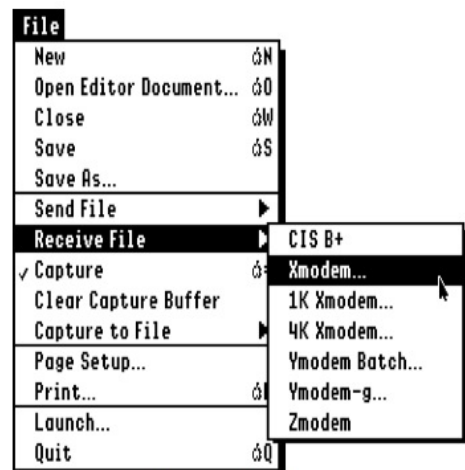 File
New ⌘N
Open Editor Document... ⌘O
Close ⌘W
Save ⌘S
Save As...
Send File
Receive File
✓ Capture ⌘=
Clear Capture Buffer
Capture to File
Page Setup...
Print...
Launch...
Quit ⌘Q
CIS B+
Xmodem...
1K Xmodem...
4K Xmodem...
Ymodem Batch...
Ymodem-g...
Zmodem